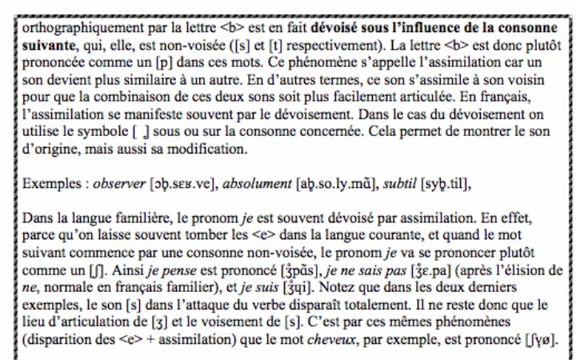 orthographiquement par la lettre <b> est en fait dévoisé sous l'influence de la consonne
suivante, qui, elle, est non-voisée ([s] et [t] respectivement). La lettre <b> est donc plutôt
prononcée comme un [p] dans ces mots. Ce phénomène s'appelle l'assimilation car un
son devient plus similaire à un autre. En d'autres termes, ce son s'assimile à son voisin
pour que la combinaison de ces deux sons soit plus facilement articulée. En français,
l'assimilation se manifeste souvent par le dévoisement. Dans le cas du dévoisement on
utilise le symbole [ ̥] sous ou sur la consonne concernée. Cela permet de montrer le son
d'origine, mais aussi sa modification.
Exemples : observer [ɔb̥.sɛʁ.ve], absolument [ab̥.so.ly.mɑ̃], subtil [syb̥.til],
Dans la langue familière, le pronom je est souvent dévoisé par assimilation. En effet,
parce qu'on laisse souvent tomber les <e> dans la langue courante, et quand le mot
suivant commence par une consonne non-voisée, le pronom je va se prononcer plutôt
comme un [ʃ]. Ainsi je pense est prononcé [ʒ̊pɑ̃s], je ne sais pas [ʒ̊ɛ.pa] (après l'élision de
ne, normale en français familier), et je suis [ʒ̊ɥi]. Notez que dans les deux derniers
exemples, le son [s] dans l'attaque du verbe disparaît totalement. Il ne reste donc que le
lieu d'articulation de [ʒ] et le voisement de [s]. C'est par ces mêmes phénomènes
(disparition des <e> + assimilation) que le mot cheveux, par exemple, est prononcé [ʃvø].